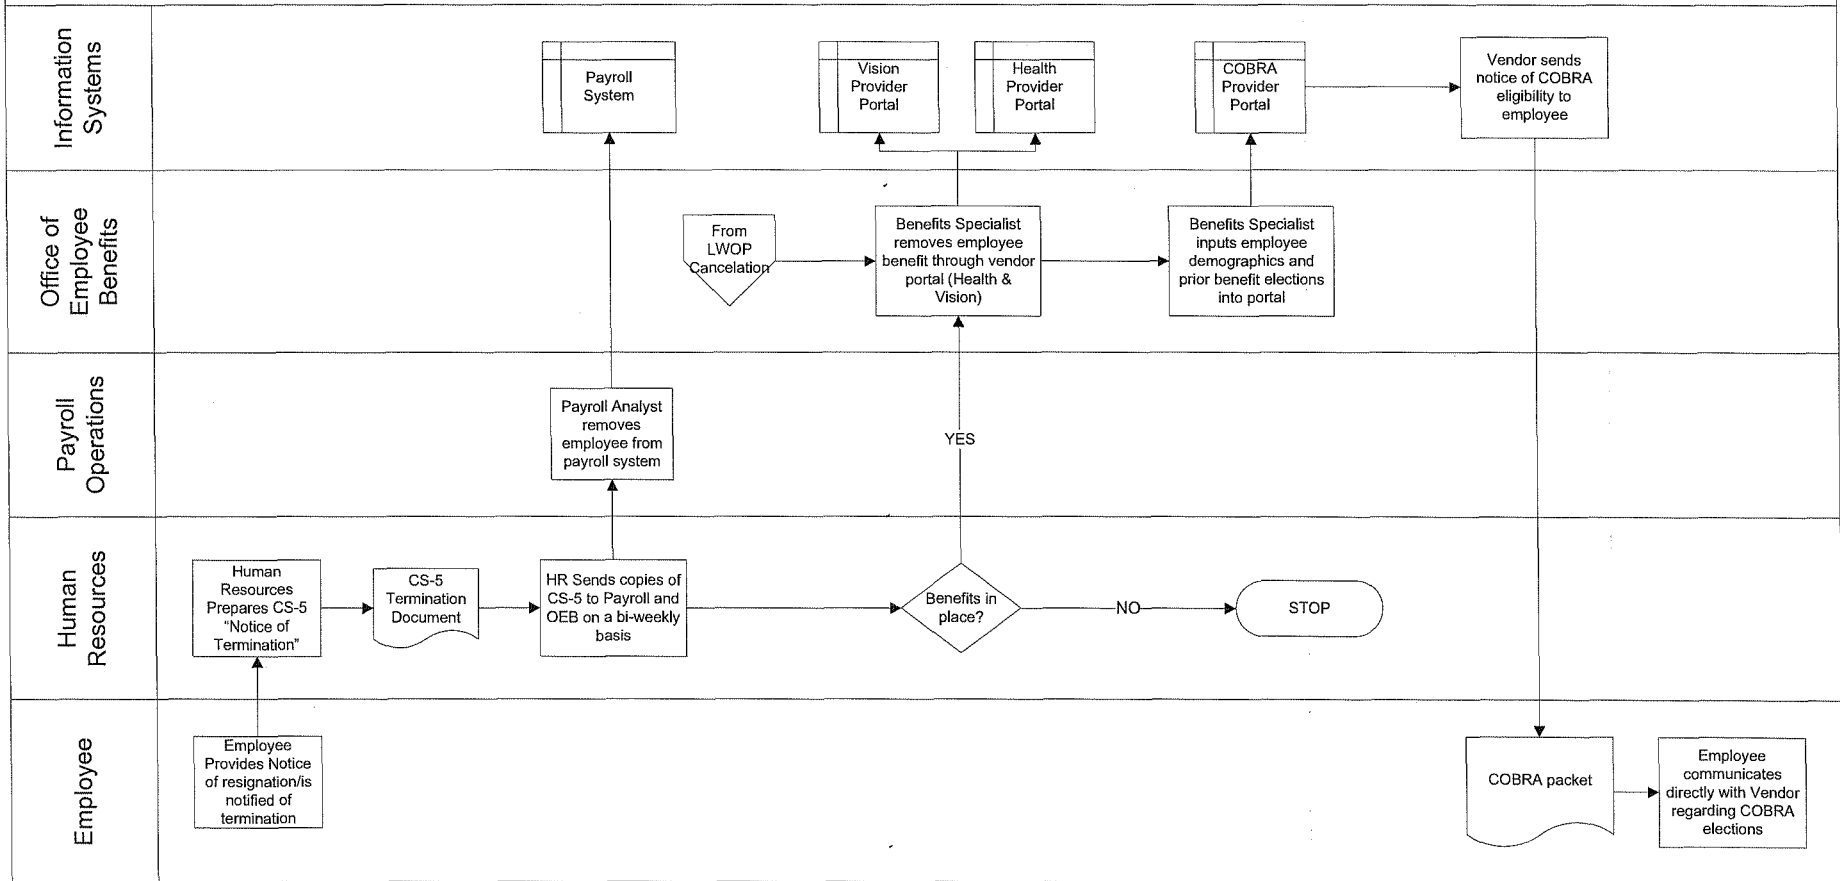 Information
Systems
Payroll
System
Vision
Provider
Portal
Health
Provider
Portal
COBRA
Provider
Portal
Vendor sends
notice of COBRA
eligibility to
employee
Office of
Employee
Benefits
From
LWOP
Cancelation
Benefits Specialist
removes employee
benefit through vendor
portal (Health &
Vision)
Benefits Specialist
inputs employee
demographics and
prior benefit elections
into portal
Payroll
Operations
Payroll Analyst
removes
employee from
payroll system
YES
Human
Resources
Human
Resources
Prepares CS-5
"Notice of
Termination"
CS-5
Termination
Document
HR Sends copies of
CS-5 to Payroll and
OEB on a bi-weekly
basis
Benefits in
place?
NO
STOP
Employee
Employee
Provides Notice
of resignation/is
notified of
termination
COBRA packet
Employee
communicates
directly with Vendor
regarding COBRA
elections